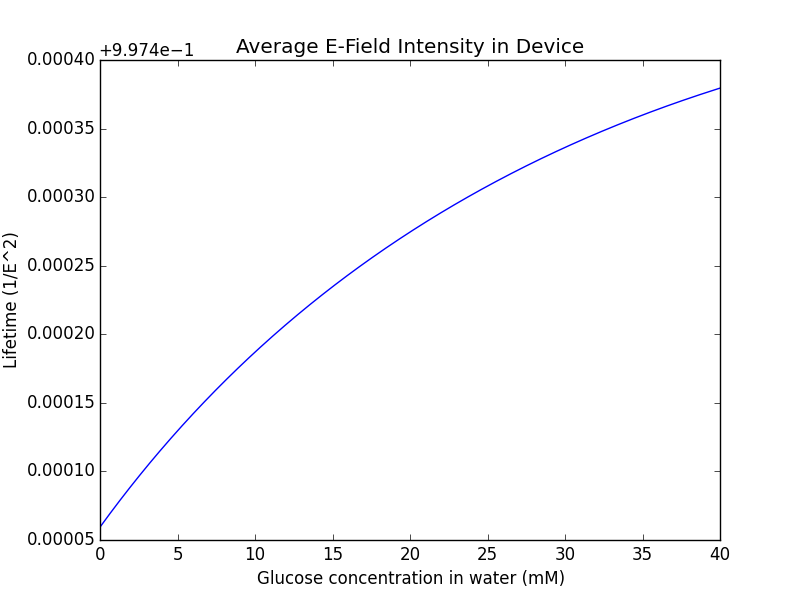 Average E-Field Intensity in Device
+9.974e−1
0.00040
0.00035
0.00030
0.00025
0.00020
0.00015
0.00010
0.00005
Lifetime (1/E^2)
0 5 10 15 20 25 30 35 40
Glucose concentration in water (mM)